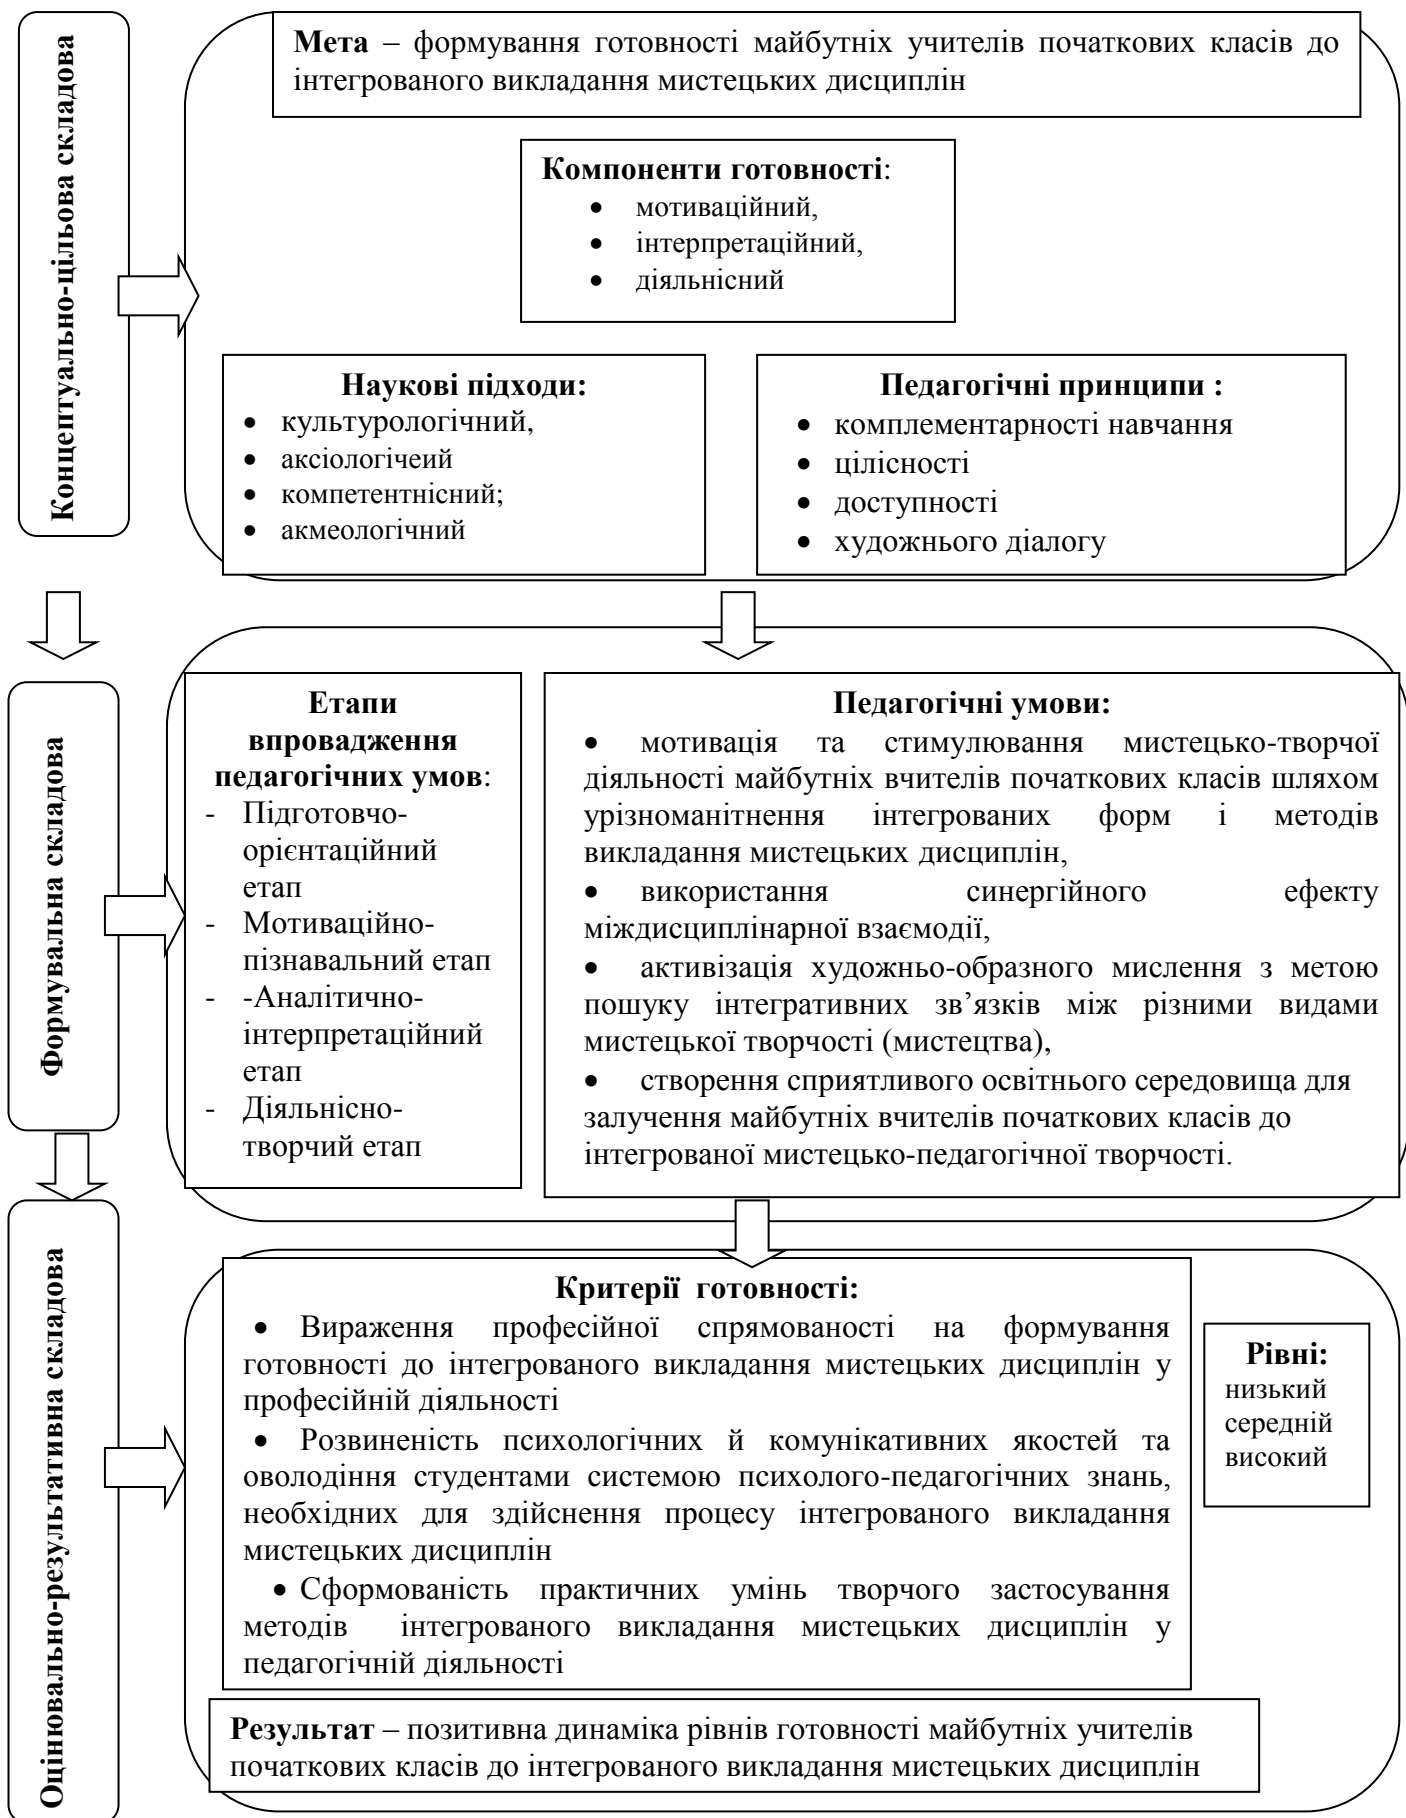 Концептуально-цільова складова
Мета – формування готовності майбутніх учителів початкових класів до
інтегрованого викладання мистецьких дисциплін
Компоненти готовності:
• мотиваційний,
• інтерпретаційний,
• діяльнісний
Наукові підходи:
• культурологічний,
• аксіологічеий
• компетентнісний;
• акмеологічний
Педагогічні принципи :
• комплементарності навчання
• цілісності
• доступності
• художнього діалогу
Формувальна складова
Етапи
впровадження
педагогічних умов:
- Підготовчо-
орієнтаційний
етап
- Мотиваційно-
пізнавальний етап
- -Аналітично-
інтерпретаційний
етап
- Діяльнісно-
творчий етап
Педагогічні умови:
• мотивація та стимулювання мистецько-творчої
діяльності майбутніх вчителів початкових класів шляхом
урізноманітнення інтегрованих форм і методів
викладання мистецьких дисциплін,
• використання синергійного ефекту
міждисциплінарної взаємодії,
• активізація художньо-образного мислення з метою
пошуку інтегративних зв’язків між різними видами
мистецької творчості (мистецтва),
• створення сприятливого освітнього середовища для
залучення майбутніх вчителів початкових класів до
інтегрованої мистецько-педагогічної творчості.
Оцінювально-результативна складова
Критерії готовності:
• Вираження професійної спрямованості на формування
готовності до інтегрованого викладання мистецьких дисциплін у
професійній діяльності
• Розвиненість психологічних й комунікативних якостей та
оволодіння студентами системою психолого-педагогічних знань,
необхідних для здійснення процесу інтегрованого викладання
мистецьких дисциплін
• Сформованість практичних умінь творчого застосування
методів інтегрованого викладання мистецьких дисциплін у
педагогічній діяльності
Рівні:
низький
середній
високий
Результат – позитивна динаміка рівнів готовності майбутніх учителів
початкових класів до інтегрованого викладання мистецьких дисциплін